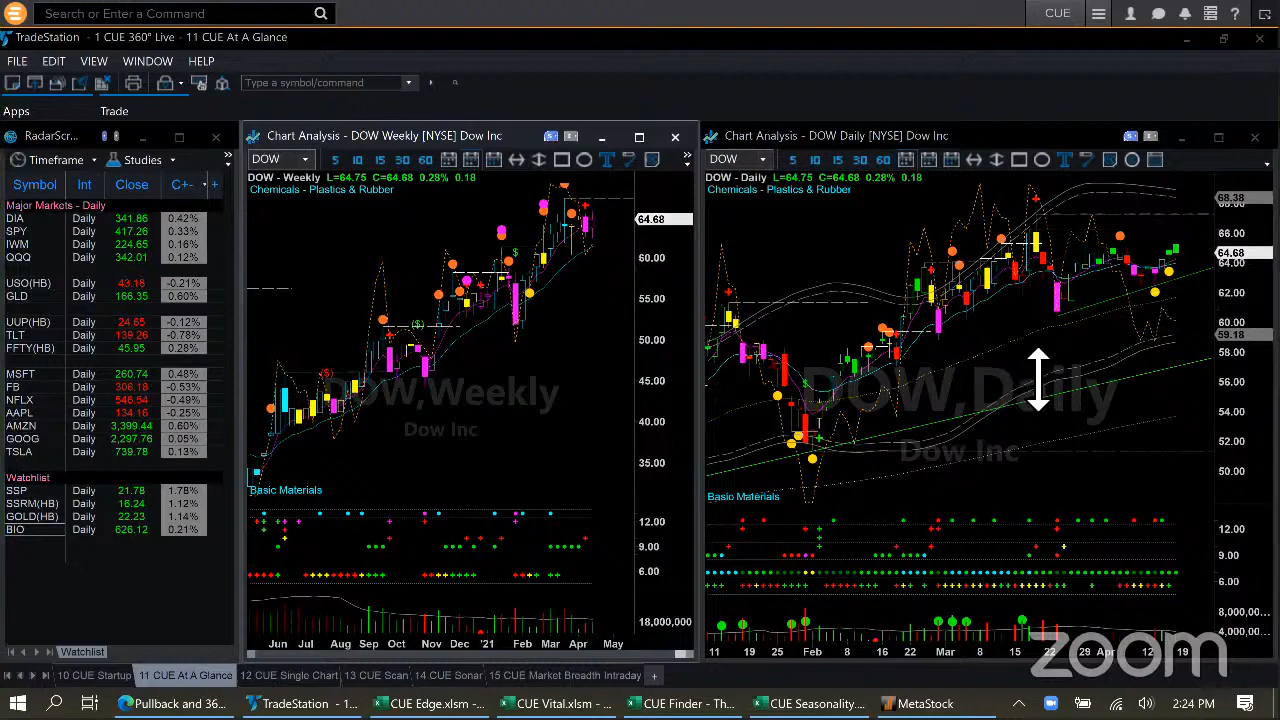 Search or Enter a Command
CUE
TradeStation - 1 CUE 360° Live - 11 CUE At A Glance
FILE EDIT VIEW WINDOW HELP
Type a symbol/command
Apps Trade
RadarScr...
Timeframe Studies
Symbol Int Close C+- +
Major Markets - Daily
DIA Daily 341.86 0.42%
SPY Daily 417.26 0.33%
IWM Daily 224.65 0.16%
QQQ Daily 342.01 0.12%
USO(HB) Daily 43.18 -0.21%
GLD Daily 166.35 0.60%
UUP(HB) Daily 24.65 -0.12%
TLT Daily 139.26 -0.78%
FFTY(HB) Daily 45.95 0.28%
MSFT Daily 260.74 0.48%
FB Daily 306.18 -0.53%
NFLX Daily 546.54 -0.49%
AAPL Daily 134.16 -0.25%
AMZN Daily 3,399.44 0.60%
GOOG Daily 2,297.76 0.05%
TSLA Daily 739.78 0.13%
Watchlist
SSP Daily 21.78 1.78%
SSRM(HB) Daily 16.24 1.12%
GOLD(HB) Daily 22.23 1.14%
BIO Daily 626.12 0.21%
Watchlist
Chart Analysis - DOW Weekly [NYSE] Dow Inc
DOW 5 10 15 30 60
DOW - Weekly L=64.75 C=64.68 0.28% 0.18
Chemicals - Plastics & Rubber
64.68
60.00
55.00
50.00
45.00
40.00
35.00
DOW,Weekly
Dow Inc
Basic Materials
12.00
9.00
6.00
18,000,000
Jun Jul Aug Sep Oct Nov Dec '21 Feb Mar Apr May
Chart Analysis - DOW Daily [NYSE] Dow Inc
DOW 5 10 15 30 60
DOW - Daily L=64.75 C=64.68 0.28% 0.18
Chemicals - Plastics & Rubber
68.38
66.00
64.68
64.00
62.00
60.00
59.18
58.00
56.00
54.00
52.00
50.00
DOW,Daily
Dow Inc
Basic Materials
12.00
9.00
6.00
8,000,00...
4,000,00...
11 19 25 Feb 8 16 22 Mar 8 15 22 29 Apr 12 19
zoom
10 CUE Startup 11 CUE At A Glance 12 CUE Single Chart 13 CUE Scan 14 CUE Sonar 15 CUE Market Breadth Intraday +
Pullback and 36... TradeStation - 1... CUE Edge.xlsm - ... CUE Vital.xlsm - ... CUE Finder - Th... CUE Seasonality.... MetaStock 2:24 PM